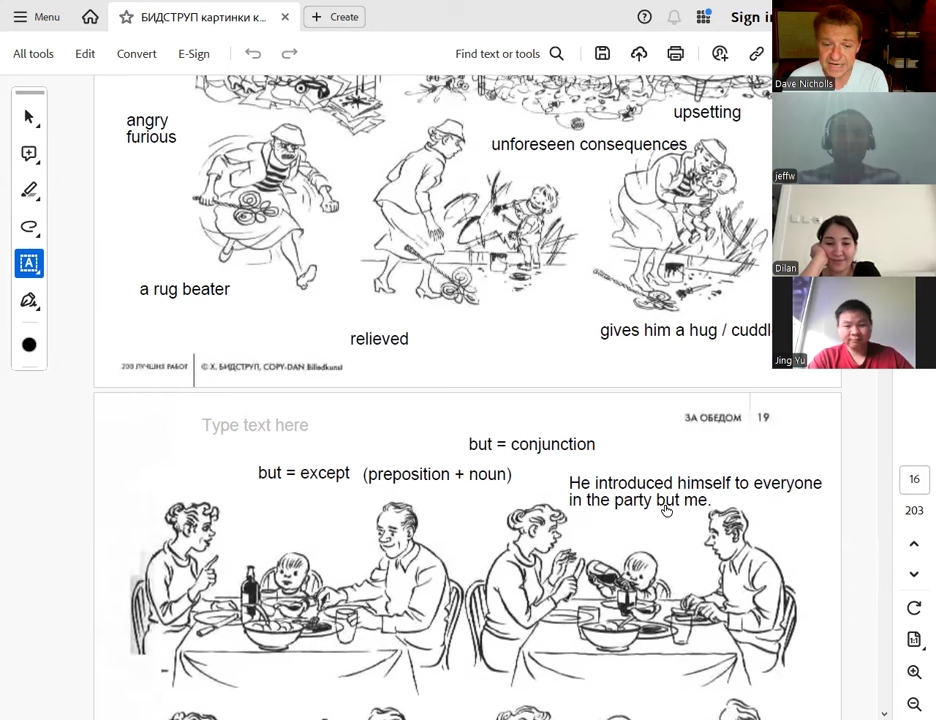 Menu
БИДСТРУП картинки к...
Create
Sign in
All tools
Edit
Convert
E-Sign
Find text or tools
Dave Nicholls
jeffw
Dilan
Jing Yu
angry
furious
upsetting
unforeseen consequences
a rug beater
relieved
gives him a hug / cuddl
200 ЛУЧШИХ РАБОТ
© Х. БИДСТРУП, COPY-DAN Billedkunst
Type text here
ЗА ОБЕДОМ 19
but = conjunction
but = except (preposition + noun)
He introduced himself to everyone
in the party but me.
16
203